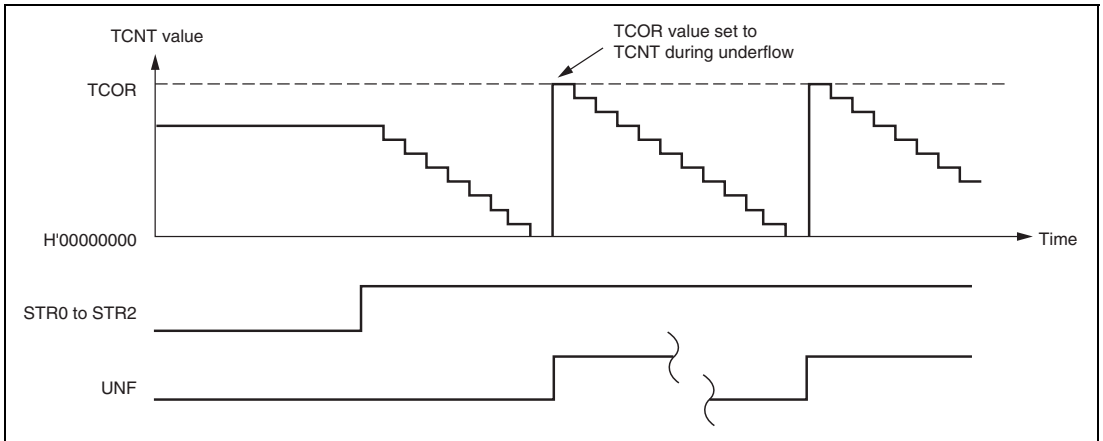 TCNT value
TCOR value set to
TCNT during underflow
TCOR
H'00000000
Time
STR0 to STR2
UNF